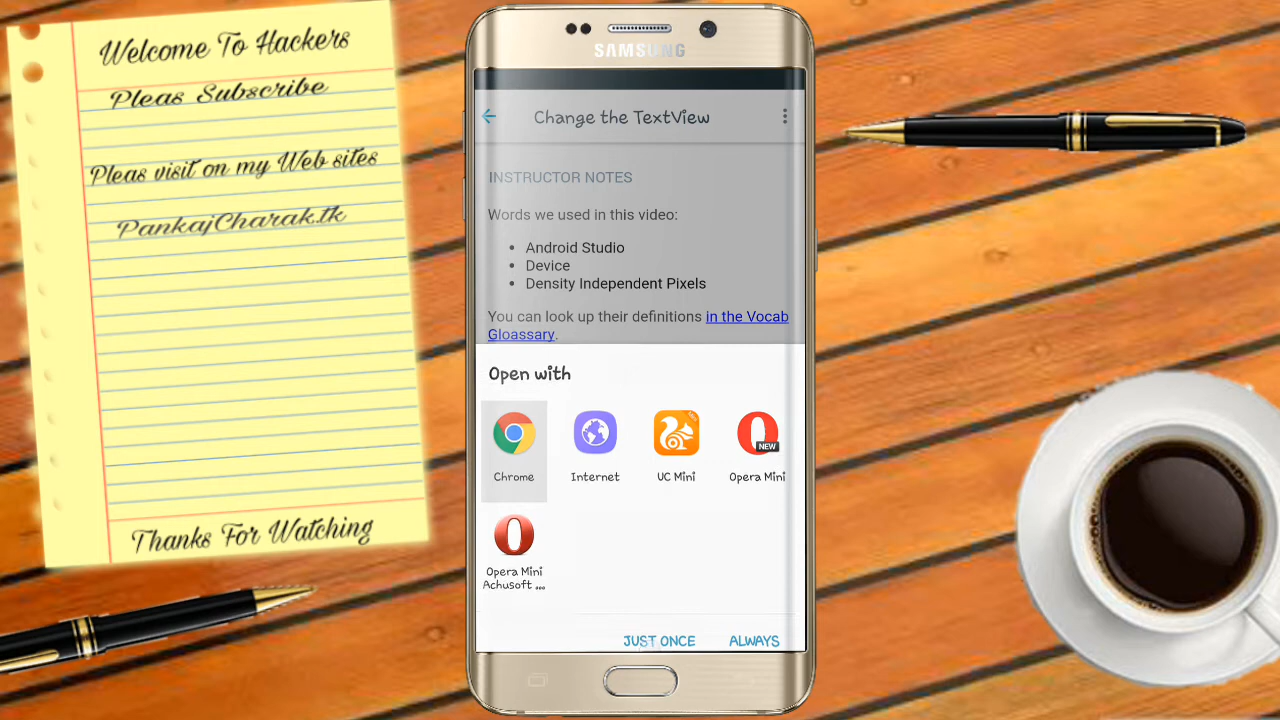 Welcome To Hackers
Pleas Subscribe
Pleas visit on my Web sites
PankajCharak.tk
Thanks For Watching
SAMSUNG
Change the TextView
INSTRUCTOR NOTES
Words we used in this video:
• Android Studio
• Device
• Density Independent Pixels
You can look up their definitions in the Vocab
Gloassary.
Open with
Chrome
Internet
UC Mini
NEW
Opera Mini
Opera Mini
Achusoft ...
JUST ONCE
ALWAYS